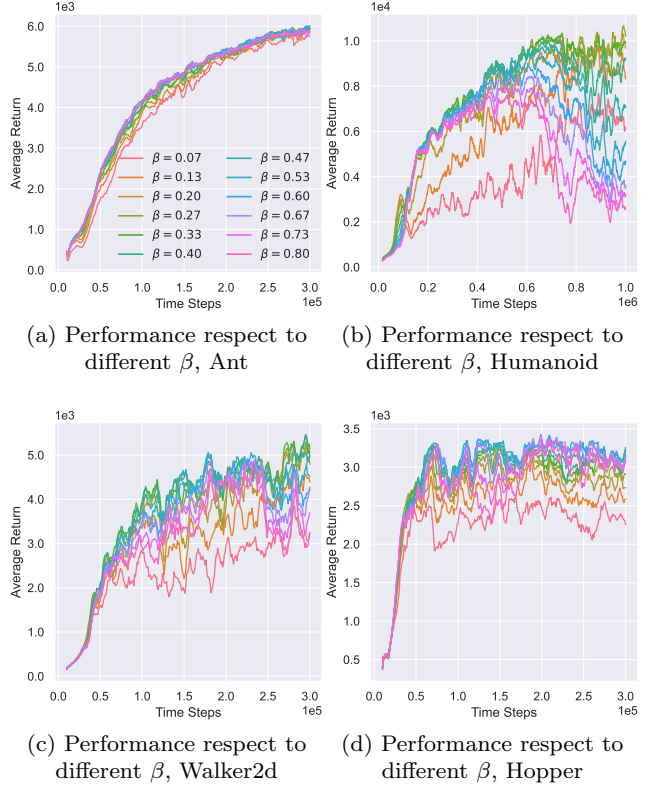 1e3
6.0
5.0
4.0
3.0
2.0
1.0
0.0
Average Return
β = 0.07
β = 0.13
β = 0.20
β = 0.27
β = 0.33
β = 0.40
β = 0.47
β = 0.53
β = 0.60
β = 0.67
β = 0.73
β = 0.80
0.0 0.5 1.0 1.5 2.0 2.5 3.0
Time Steps
1e5
(a) Performance respect to
different β, Ant
1e4
1.0
0.8
0.6
0.4
0.2
0.0
Average Return
0.0 0.2 0.4 0.6 0.8 1.0
Time Steps
1e6
(b) Performance respect to
different β, Humanoid
1e3
5.0
4.0
3.0
2.0
1.0
0.0
Average Return
0.0 0.5 1.0 1.5 2.0 2.5 3.0
Time Steps
1e5
(c) Performance respect to
different β, Walker2d
1e3
3.5
3.0
2.5
2.0
1.5
1.0
0.5
Average Return
0.0 0.5 1.0 1.5 2.0 2.5 3.0
Time Steps
1e5
(d) Performance respect to
different β, Hopper